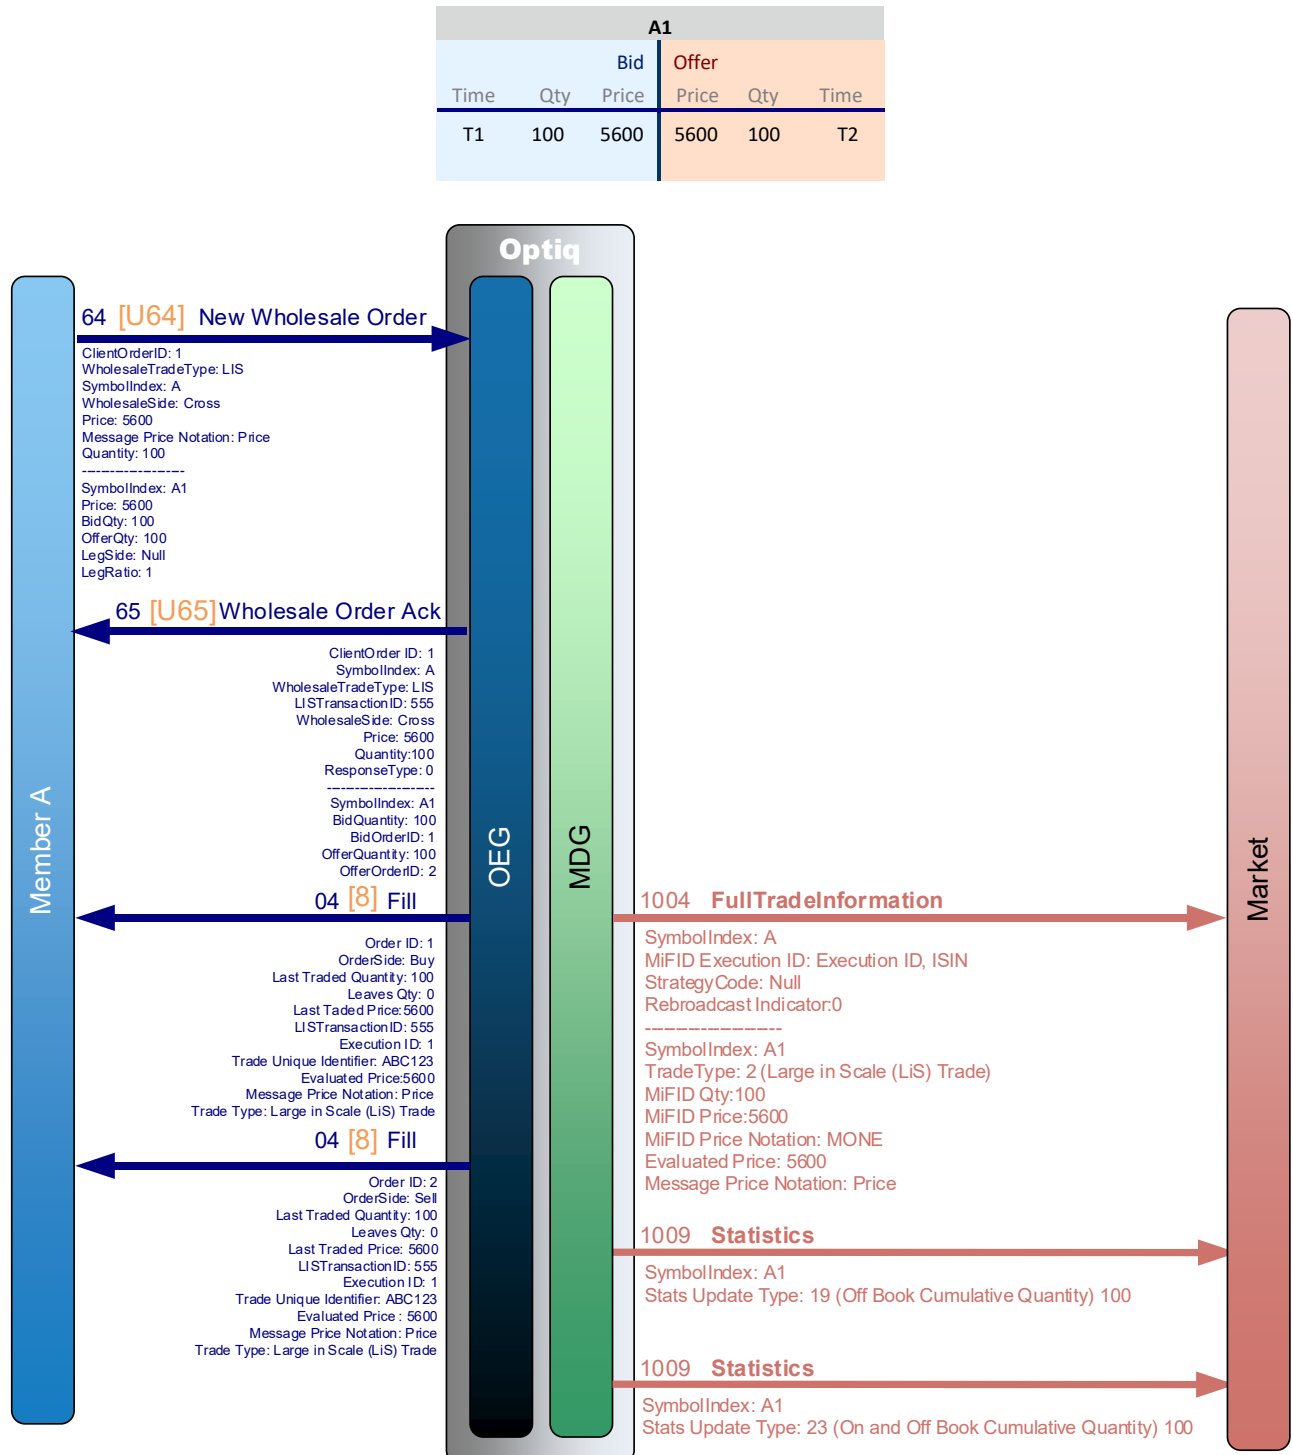 A1
Bid Offer
Time Qty Price Price Qty Time
T1 100 5600 5600 100 T2
Optiq
64 [U64] New Wholesale Order
ClientOrderID: 1
WholesaleTradeType: LIS
SymbolIndex: A
WholesaleSide: Cross
Price: 5600
Message Price Notation: Price
Quantity: 100
----------------------
SymbolIndex: A1
Price: 5600
BidQty: 100
OfferQty: 100
LegSide: Null
LegRatio: 1
65 [U65] Wholesale Order Ack
ClientOrder ID: 1
SymbolIndex: A
WholesaleTradeType: LIS
LISTransactionID: 555
WholesaleSide: Cross
Price: 5600
Quantity:100
ResponseType: 0
----------------------
SymbolIndex: A1
BidQuantity: 100
BidOrderID: 1
OfferQuantity: 100
OfferOrderID: 2
04 [8] Fill
Order ID: 1
OrderSide: Buy
Last Traded Quantity: 100
Leaves Qty: 0
Last Taded Price:5600
LISTransactionID: 555
Execution ID: 1
Trade Unique Identifier: ABC123
Evaluated Price:5600
Message Price Notation: Price
Trade Type: Large in Scale (LiS) Trade
04 [8] Fill
Order ID: 2
OrderSide: Sell
Last Traded Quantity: 100
Leaves Qty: 0
Last Traded Price: 5600
LISTransactionID: 555
Execution ID: 1
Trade Unique Identifier: ABC123
Evaluated Price : 5600
Message Price Notation: Price
Trade Type: Large in Scale (LiS) Trade
Member A
OEG
MDG
Market
1004 FullTradeInformation
SymbolIndex: A
MiFID Execution ID: Execution ID, ISIN
StrategyCode: Null
Rebroadcast Indicator:0
----------------------
SymbolIndex: A1
TradeType: 2 (Large in Scale (LiS) Trade)
MiFID Qty:100
MiFID Price:5600
MiFID Price Notation: MONE
Evaluated Price: 5600
Message Price Notation: Price
1009 Statistics
SymbolIndex: A1
Stats Update Type: 19 (Off Book Cumulative Quantity) 100
1009 Statistics
SymbolIndex: A1
Stats Update Type: 23 (On and Off Book Cumulative Quantity) 100